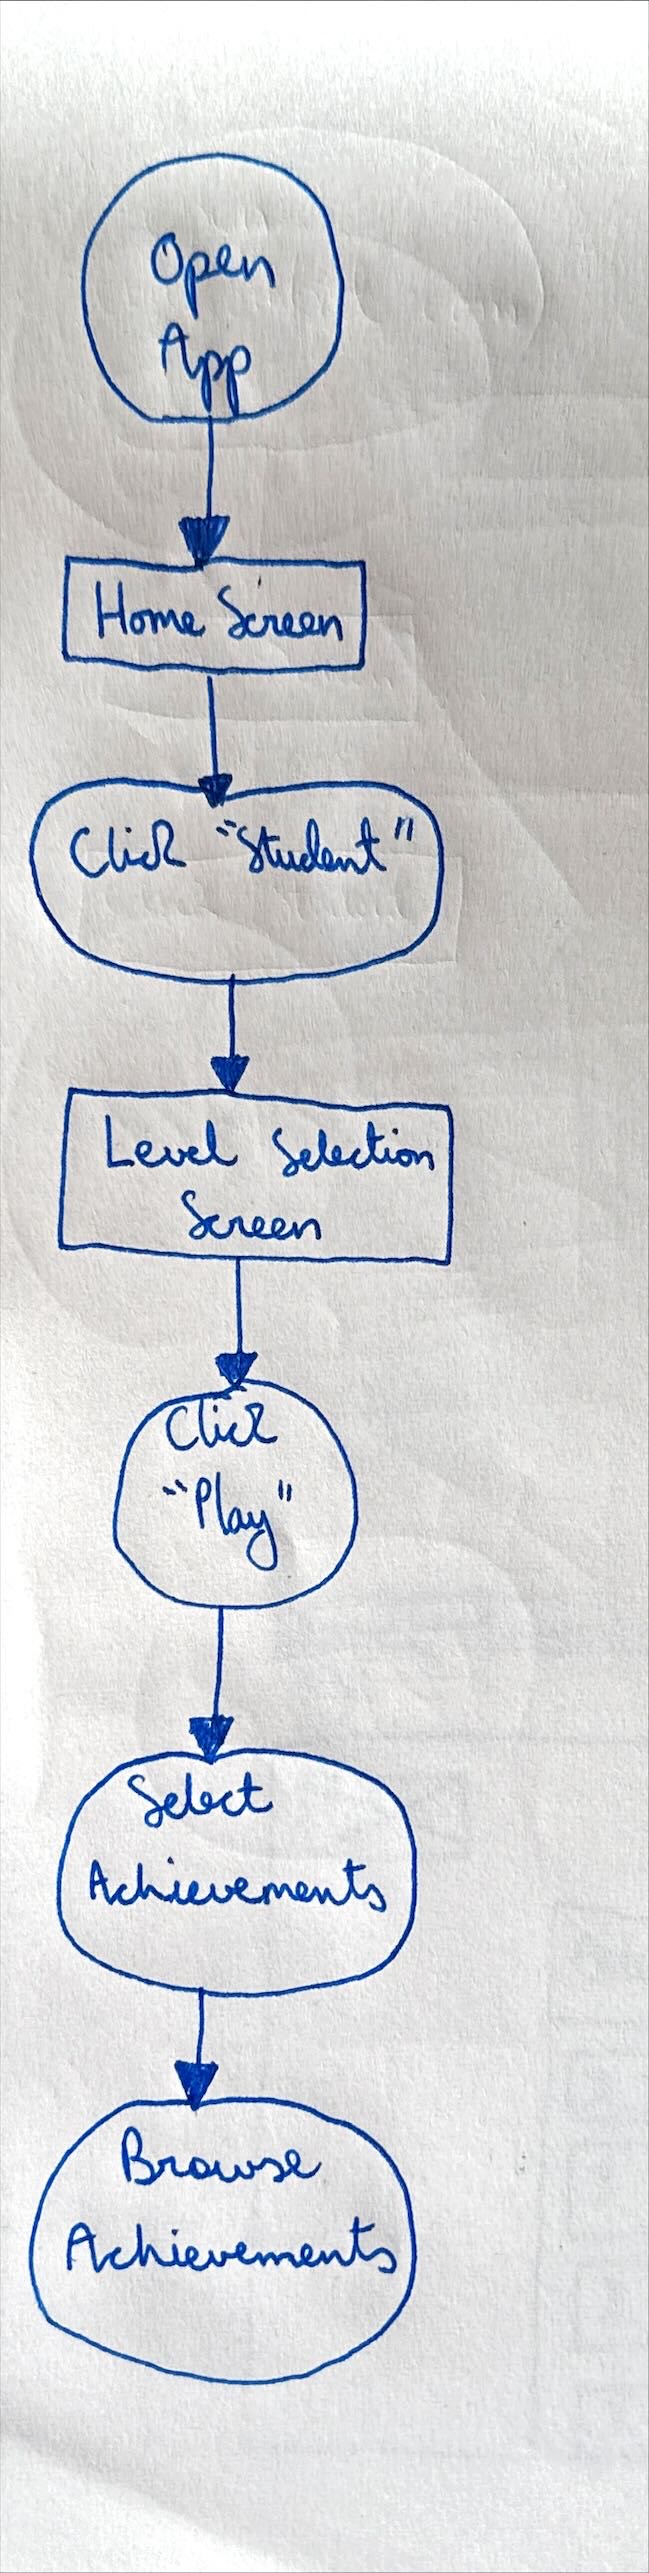 Open
App
Home Screen
Click "Student"
Level Selection
Screen
Click
"Play"
Select
Achievements
Browse
Achievements